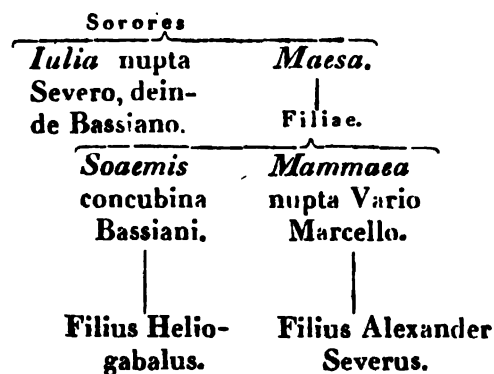 Sorores
Iulia nupta Maesa.
Severo, dein-
de Bassiano. Filiae.
Soaemis Mammaea
concubina nupta Vario
Bassiani. Marcello.
Filius Helio- Filius Alexander
gabalus. Severus.